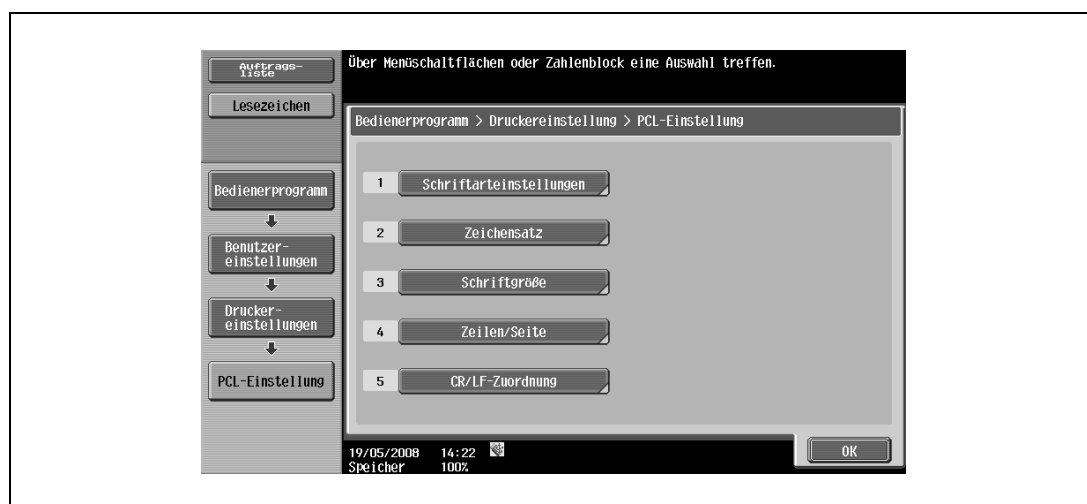 Auftrags-
liste
Lesezeichen
Über Menüschaltflächen oder Zahlenblock eine Auswahl treffen.
Bedienerprogramm > Druckereinstellung > PCL-Einstellung
Bedienerprogramm
Benutzer-
einstellungen
Drucker-
einstellungen
PCL-Einstellung
1 Schriftarteinstellungen
2 Zeichensatz
3 Schriftgröße
4 Zeilen/Seite
5 CR/LF-Zuordnung
19/05/2008 14:22
Speicher 100%
OK